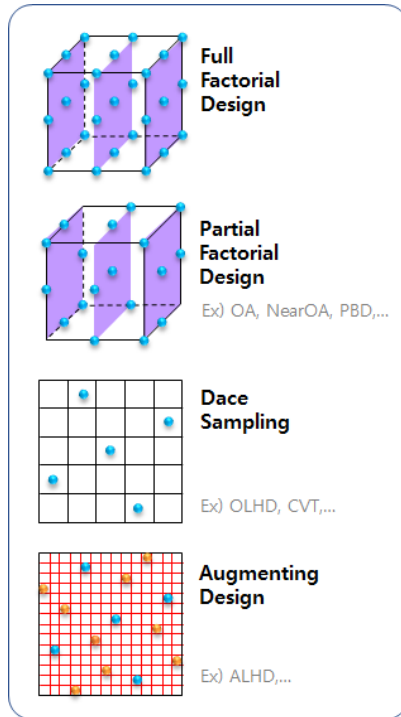 Full
Factorial
Design
Partial
Factorial
Design
Ex) OA, NearOA, PBD,...
Dace
Sampling
Ex) OLHD, CVT,...
Augmenting
Design
Ex) ALHD,...